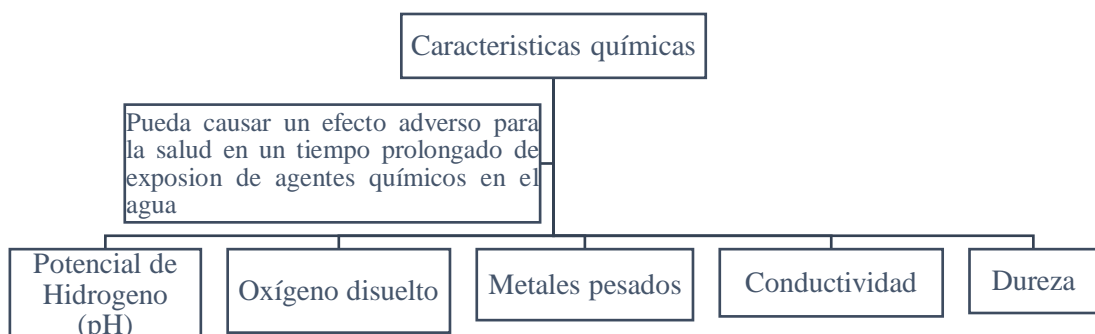 Caracteristicas químicas
Pueda causar un efecto adverso para
la salud en un tiempo prolongado de
exposion de agentes químicos en el
agua
Potencial de
Hidrogeno
(pH)
Oxígeno disuelto
Metales pesados
Conductividad
Dureza